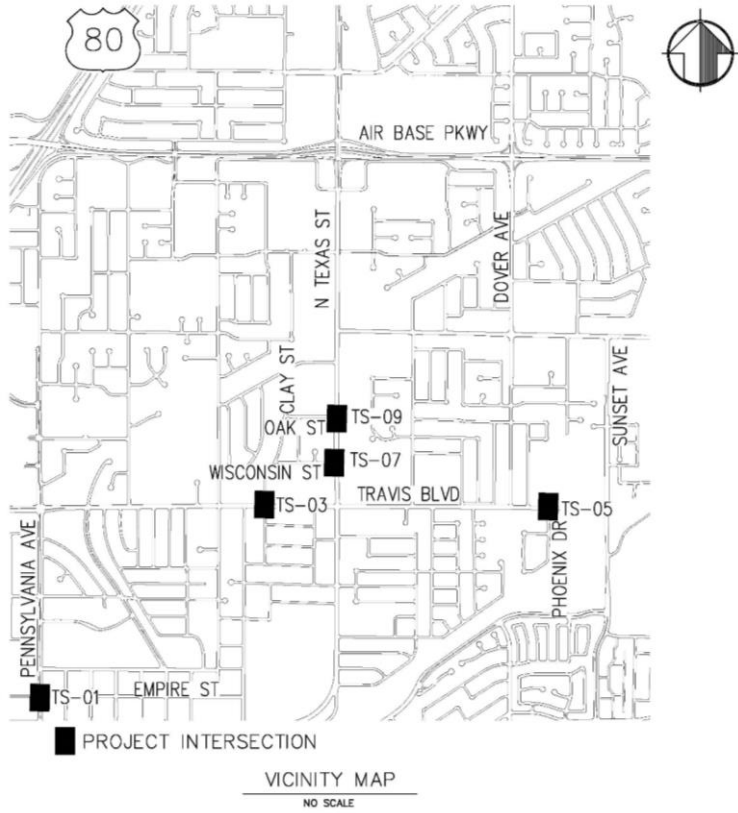 80
AIR BASE PKWY
N TEXAS ST
DOVER AVE
CLAY ST
SUNSET AVE
TS-09
OAK ST
TS-07
WISCONSIN ST
TRAVIS BLVD
TS-03
TS-05
PENNSYLVANIA AVE
PHOENIX DR
EMPIRE ST
TS-01
PROJECT INTERSECTION
VICINITY MAP
NO SCALE